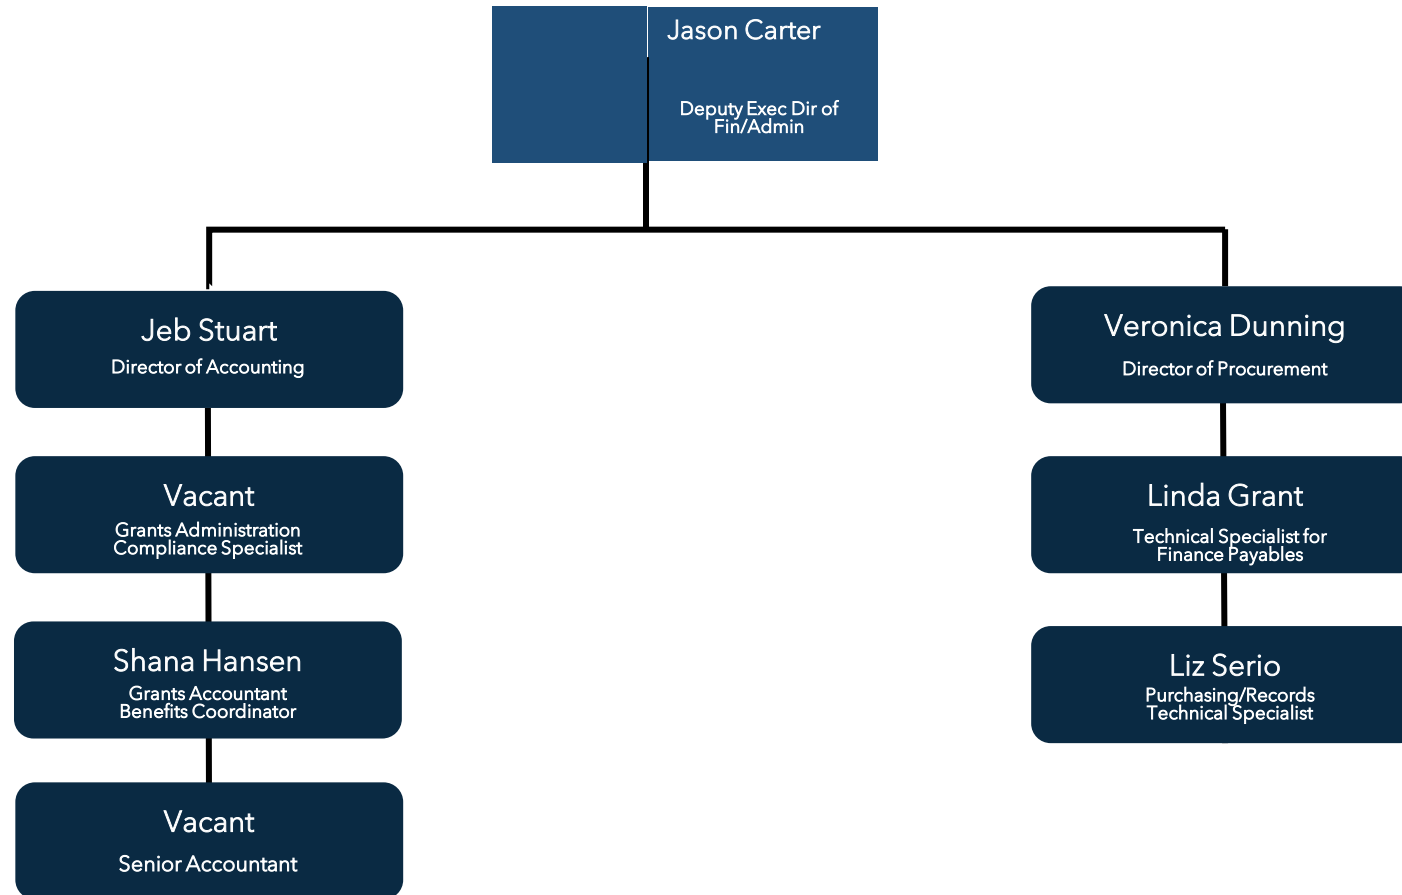 Jason Carter
Deputy Exec Dir of
Fin/Admin
Jeb Stuart
Director of Accounting
Vacant
Grants Administration
Compliance Specialist
Shana Hansen
Grants Accountant
Benefits Coordinator
Vacant
Senior Accountant
Veronica Dunning
Director of Procurement
Linda Grant
Technical Specialist for
Finance Payables
Liz Serio
Purchasing/Records
Technical Specialist